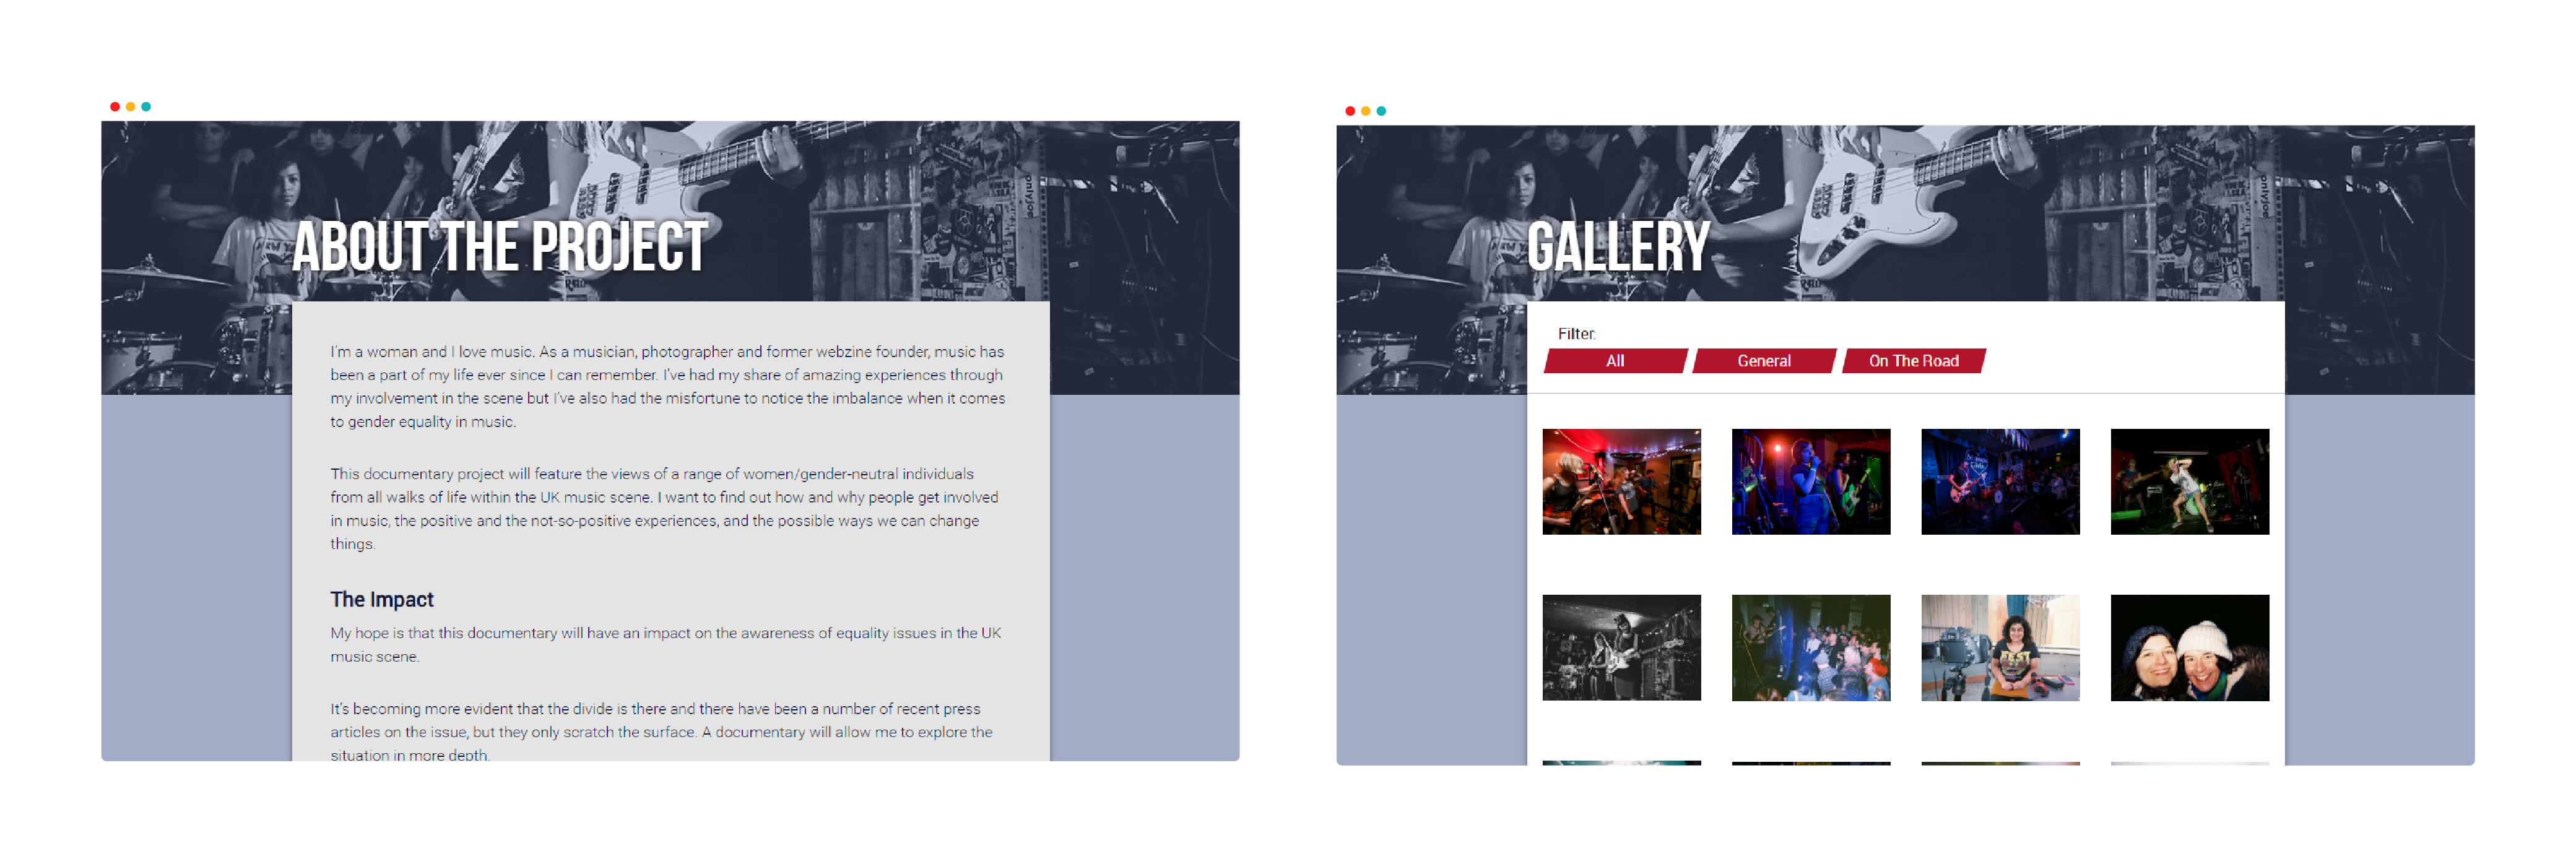 ABOUT THE PROJECT
I'm a woman and I love music. As a musician, photographer and former webzine founder, music has
been a part of my life ever since I can remember. I've had my share of amazing experiences through
my involvement in the scene but I've also had the misfortune to notice the imbalance when it comes
to gender equality in music.
This documentary project will feature the views of a range of women/gender-neutral individuals
from all walks of life within the UK music scene. I want to find out how and why people get involved
in music, the positive and the not-so-positive experiences, and the possible ways we can change
things.
The Impact
My hope is that this documentary will have an impact on the awareness of equality issues in the UK
music scene.
It's becoming more evident that the divide is there and there have been a number of recent press
articles on the issue, but they only scratch the surface. A documentary will allow me to explore the
situation in more depth.
GALLERY
Filter:
All
General
On The Road
FEST